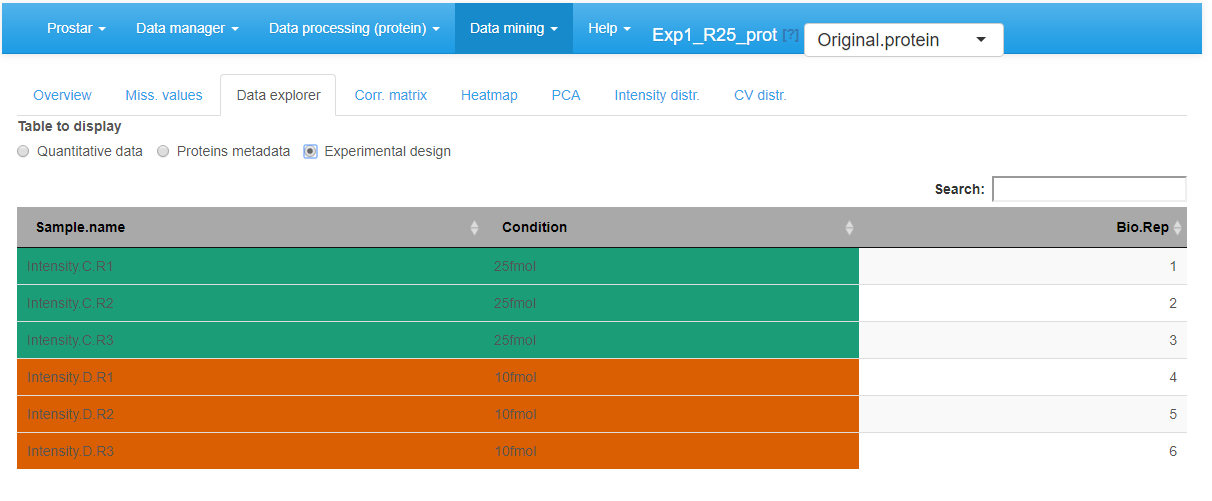 Prostar Data manager Data processing (protein) Data mining Help Exp1_R25_prot [?] Original.protein
Overview Miss. values Data explorer Corr. matrix Heatmap PCA Intensity distr. CV distr.
Table to display
Quantitative data Proteins metadata Experimental design
Search:
Sample.name Condition Bio.Rep
Intensity.C.R1 25fmol 1
Intensity.C.R2 25fmol 2
Intensity.C.R3 25fmol 3
Intensity.D.R1 10fmol 4
Intensity.D.R2 10fmol 5
Intensity.D.R3 10fmol 6